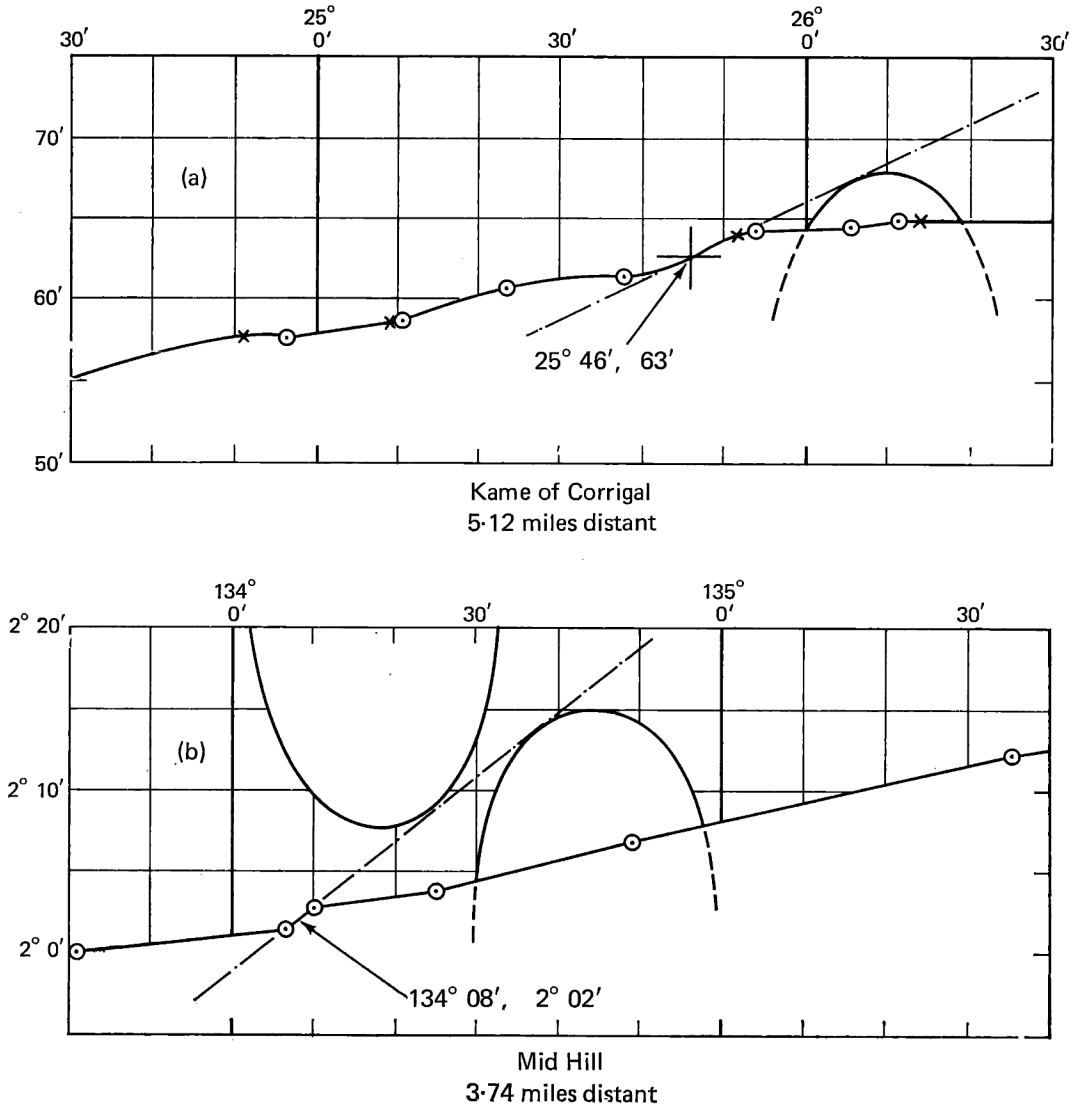 25° 26°
30′ 0′ 30′ 0′ 30′
70′
(a)
60′
25° 46′, 63′
50′
Kame of Corrigal
5·12 miles distant
134° 135°
0′ 30′ 0′ 30′
2° 20′
(b)
2° 10′
2° 0′
134° 08′, 2° 02′
Mid Hill
3·74 miles distant